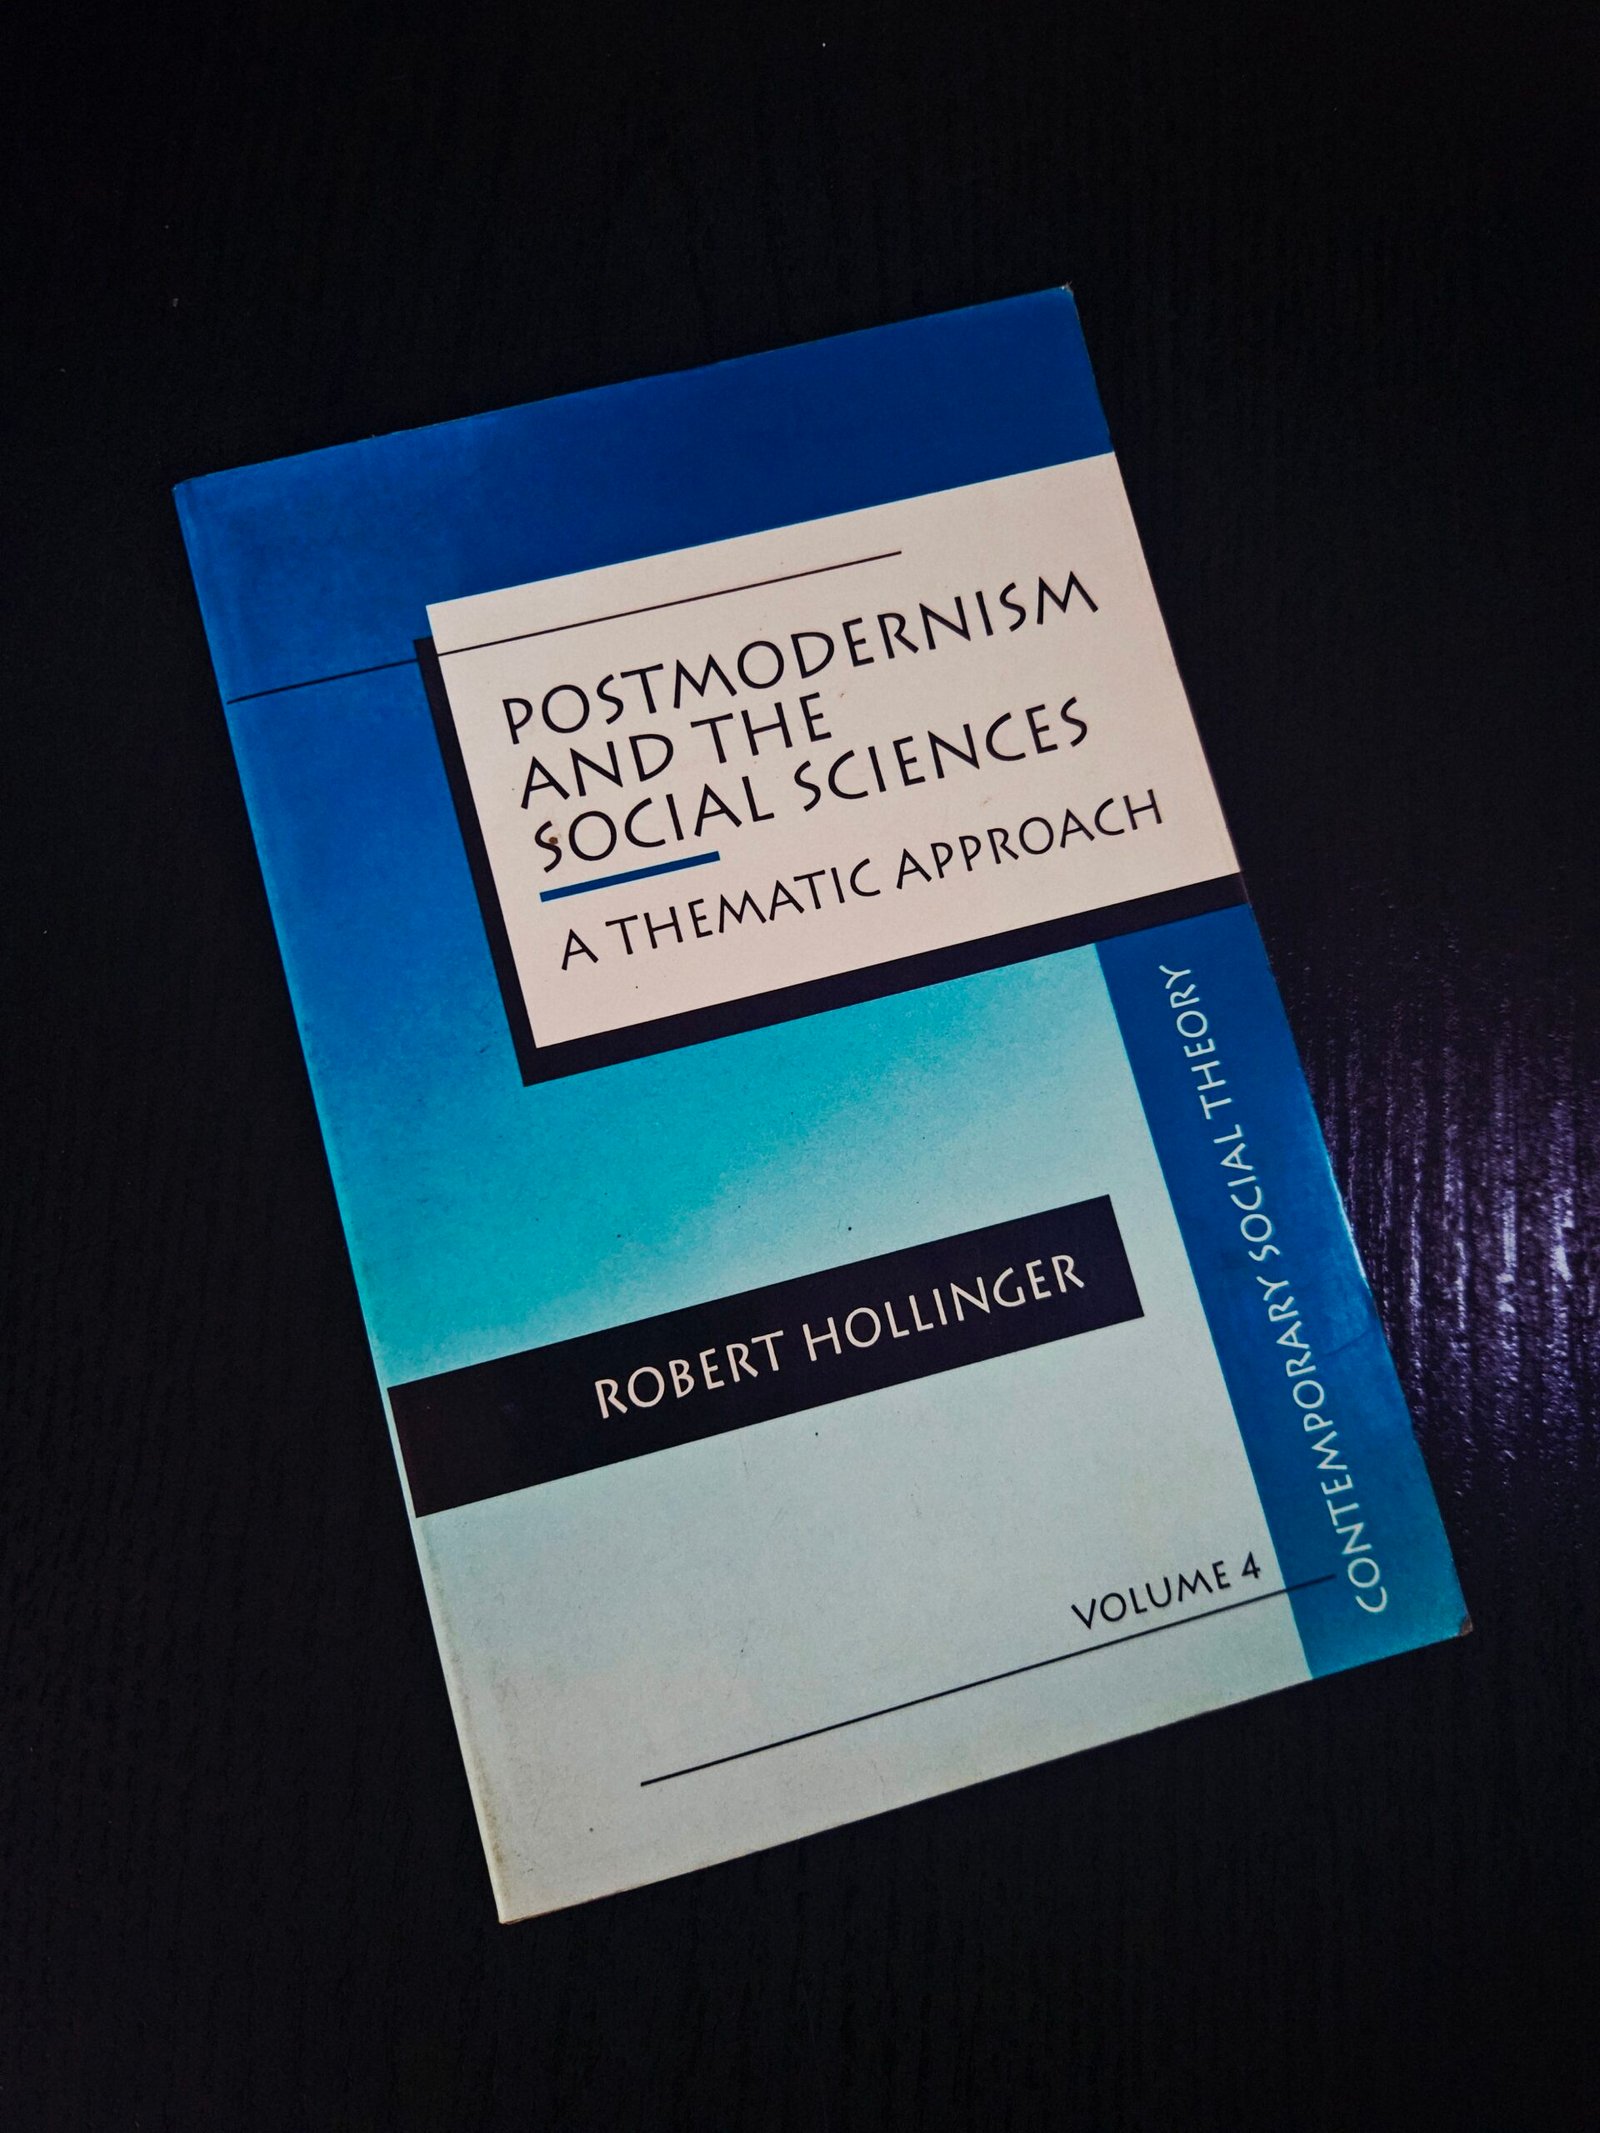 POSTMODERNISM
AND THE
SOCIAL SCIENCES
A THEMATIC APPROACH
ROBERT HOLLINGER
VOLUME 4
CONTEMPORARY SOCIAL THEORY